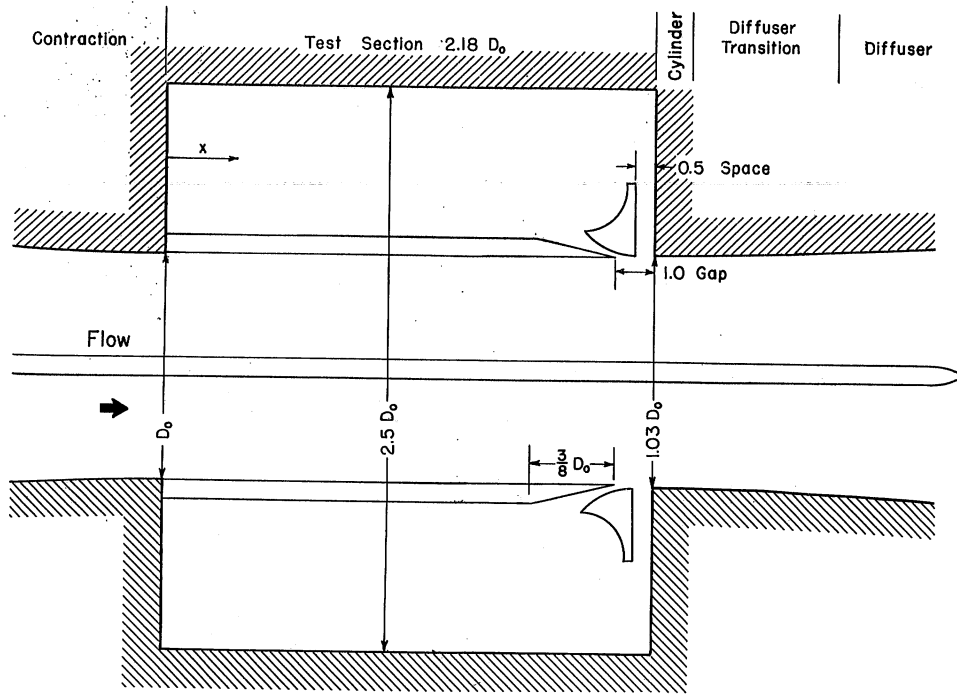 Contraction
Test Section 2.18 D₀
Cylinder
Diffuser
Transition
Diffuser
x
0.5 Space
1.0 Gap
Flow
D₀
2.5 D₀
1.03 D₀
3/8 D₀